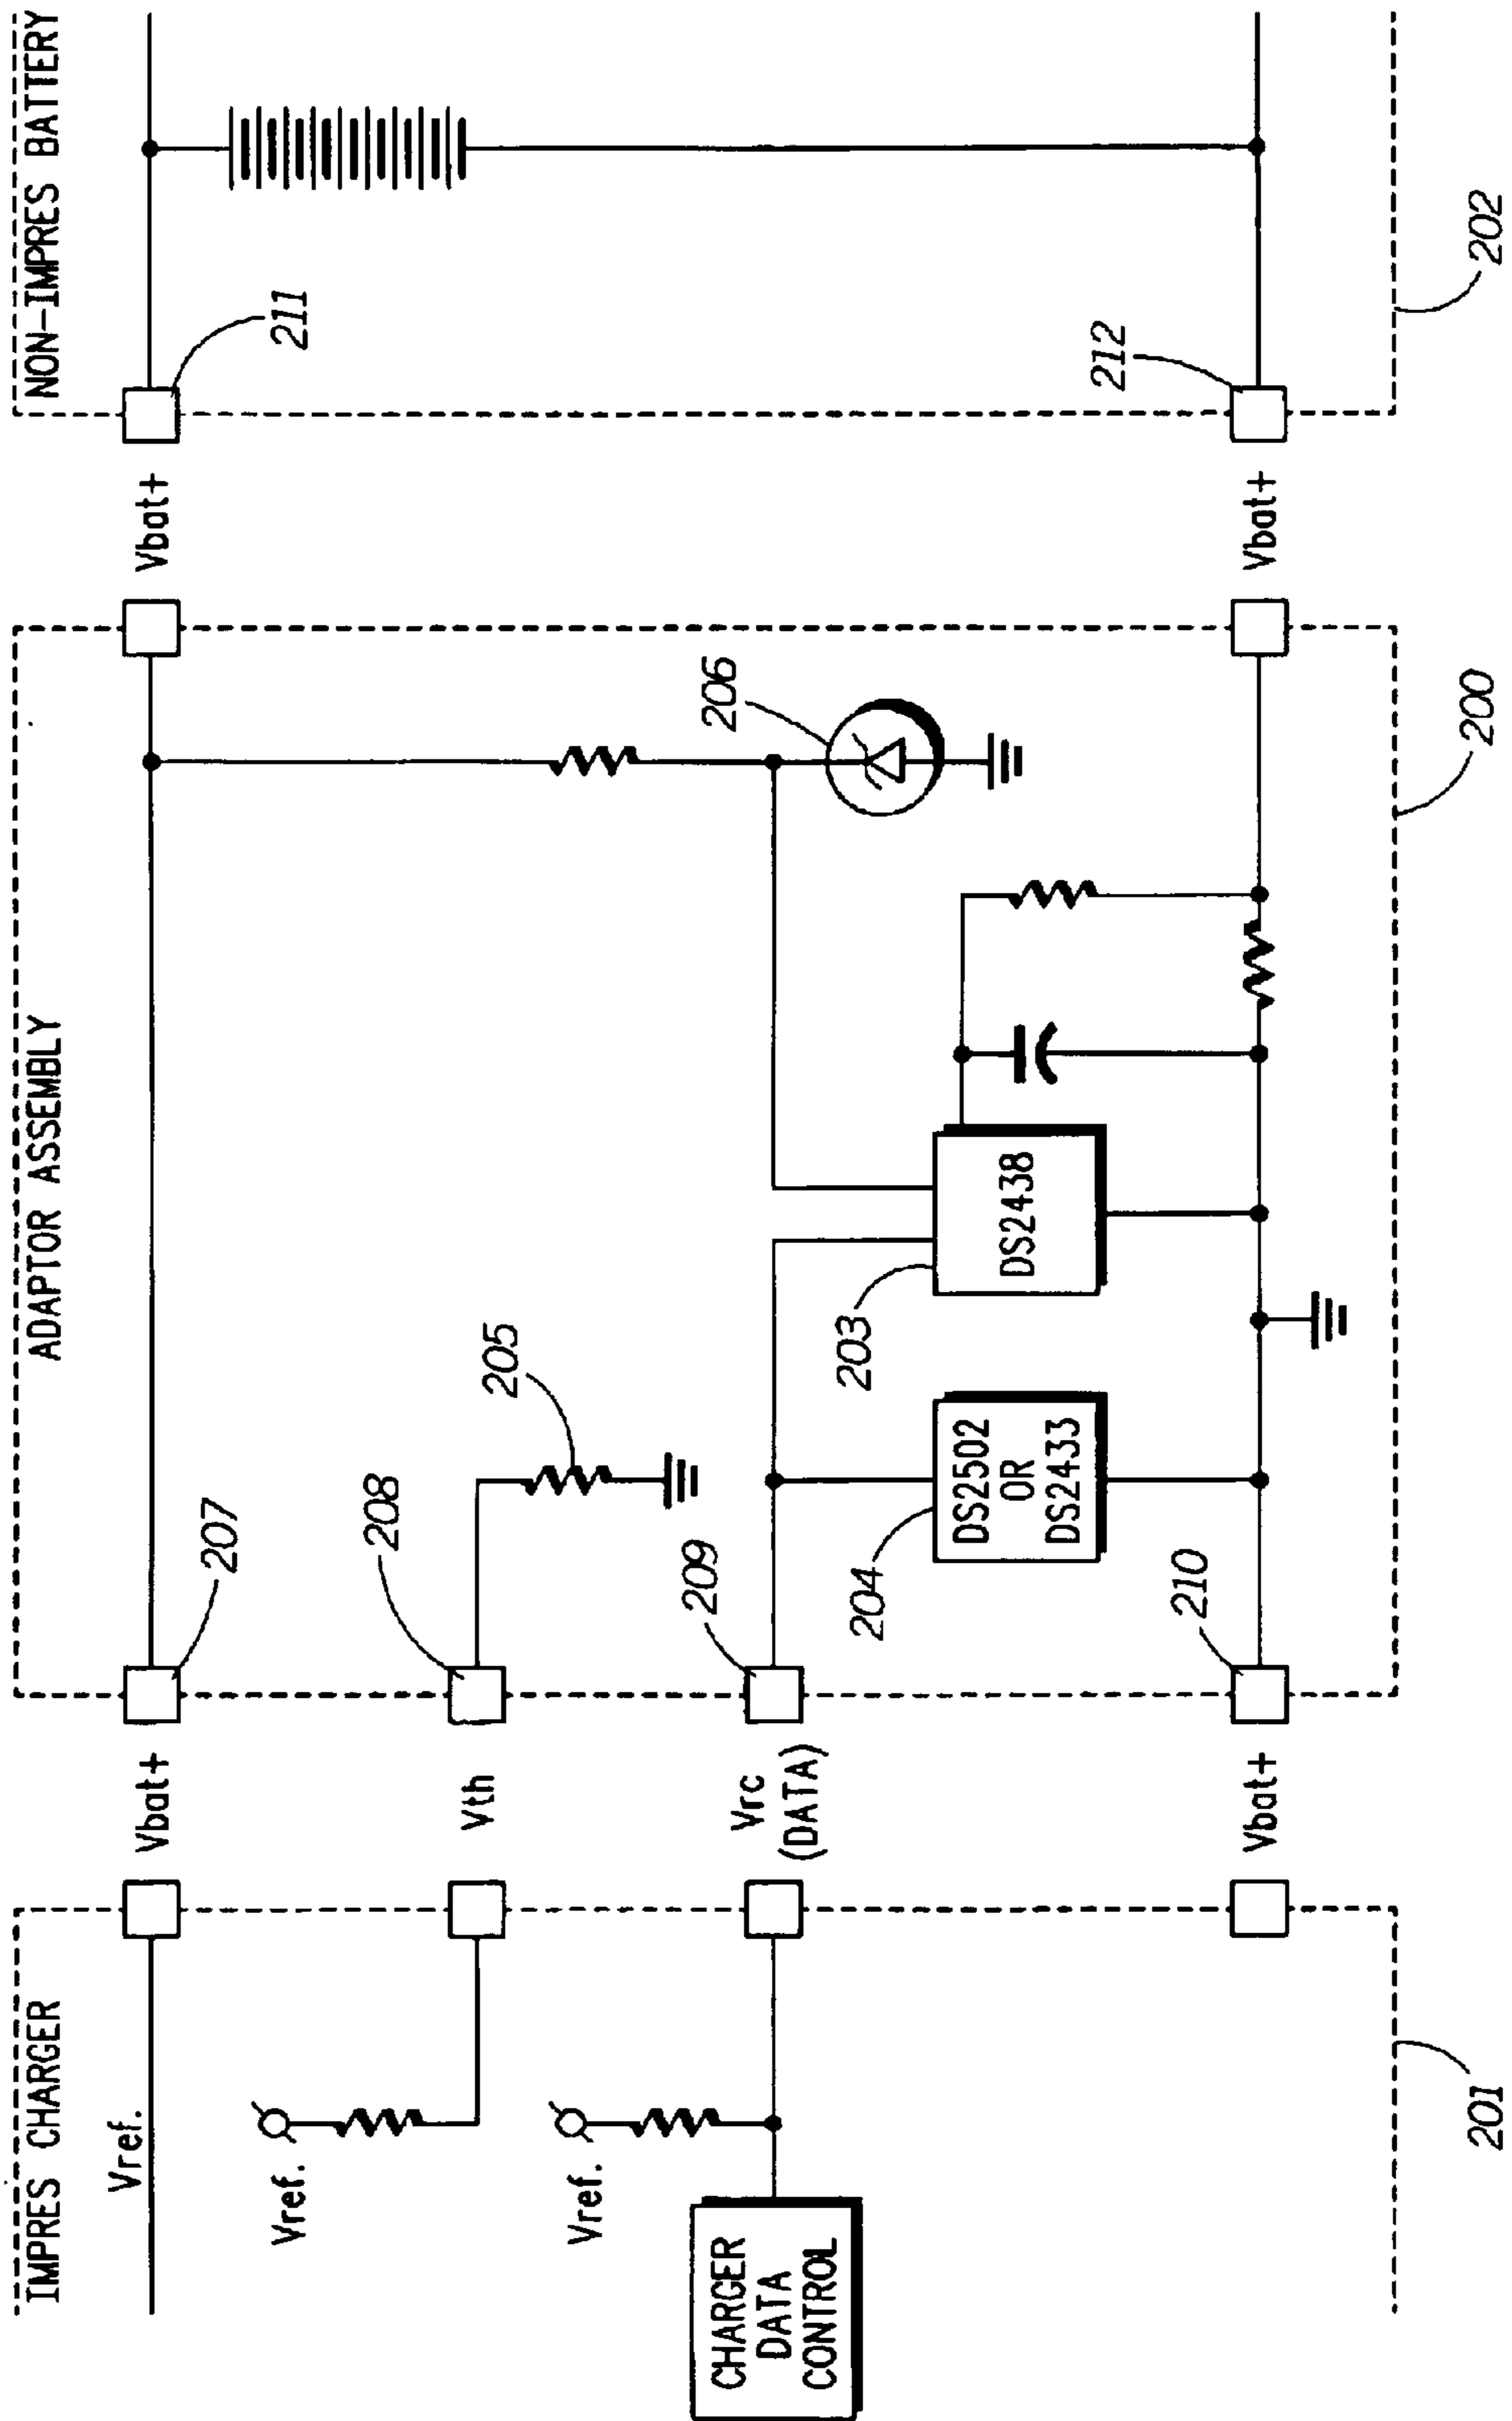 IMPRES CHARGER
Vref.
Vref.
Vref.
CHARGER
DATA
CONTROL
201
Vbat+
Vth
Vrc
(DATA)
Vbat+
ADAPTOR ASSEMBLY
207
208
205
209
204
DS2502
OR
DS2433
203
DS2438
206
210
200
Vbat+
Vbat+
NON-IMPRES BATTERY
211
212
202